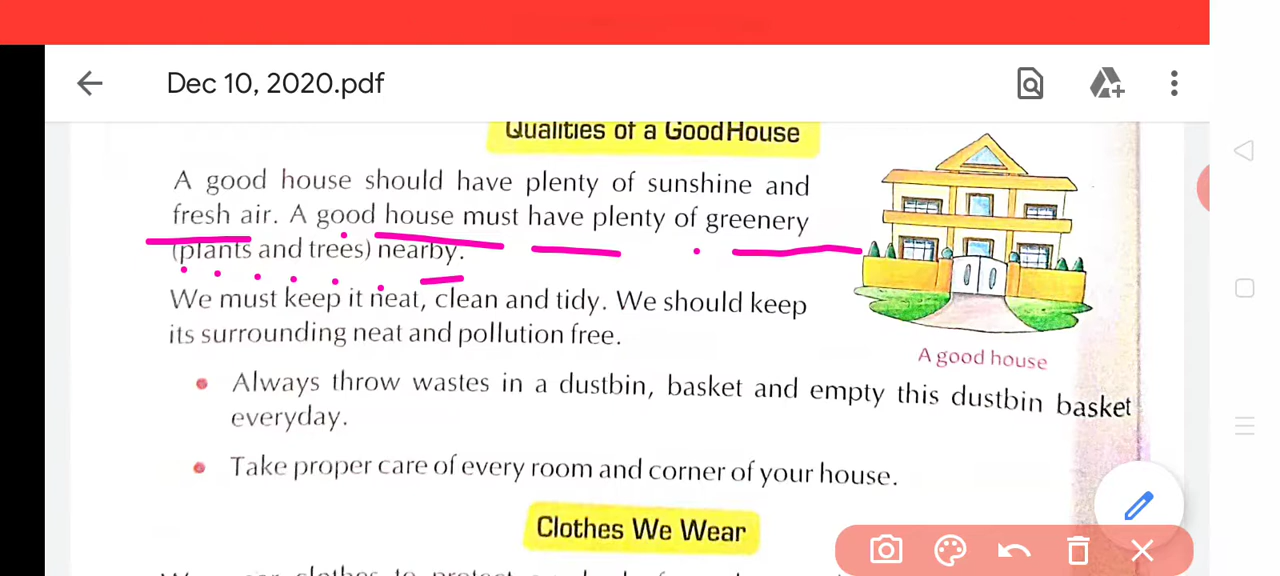 Dec 10, 2020.pdf
Qualities of a Good House
A good house should have plenty of sunshine and
fresh air. A good house must have plenty of greenery
(plants and trees) nearby.
We must keep it neat, clean and tidy. We should keep
its surrounding neat and pollution free.
A good house
• Always throw wastes in a dustbin, basket and empty this dustbin basket
everyday.
• Take proper care of every room and corner of your house.
Clothes We Wear